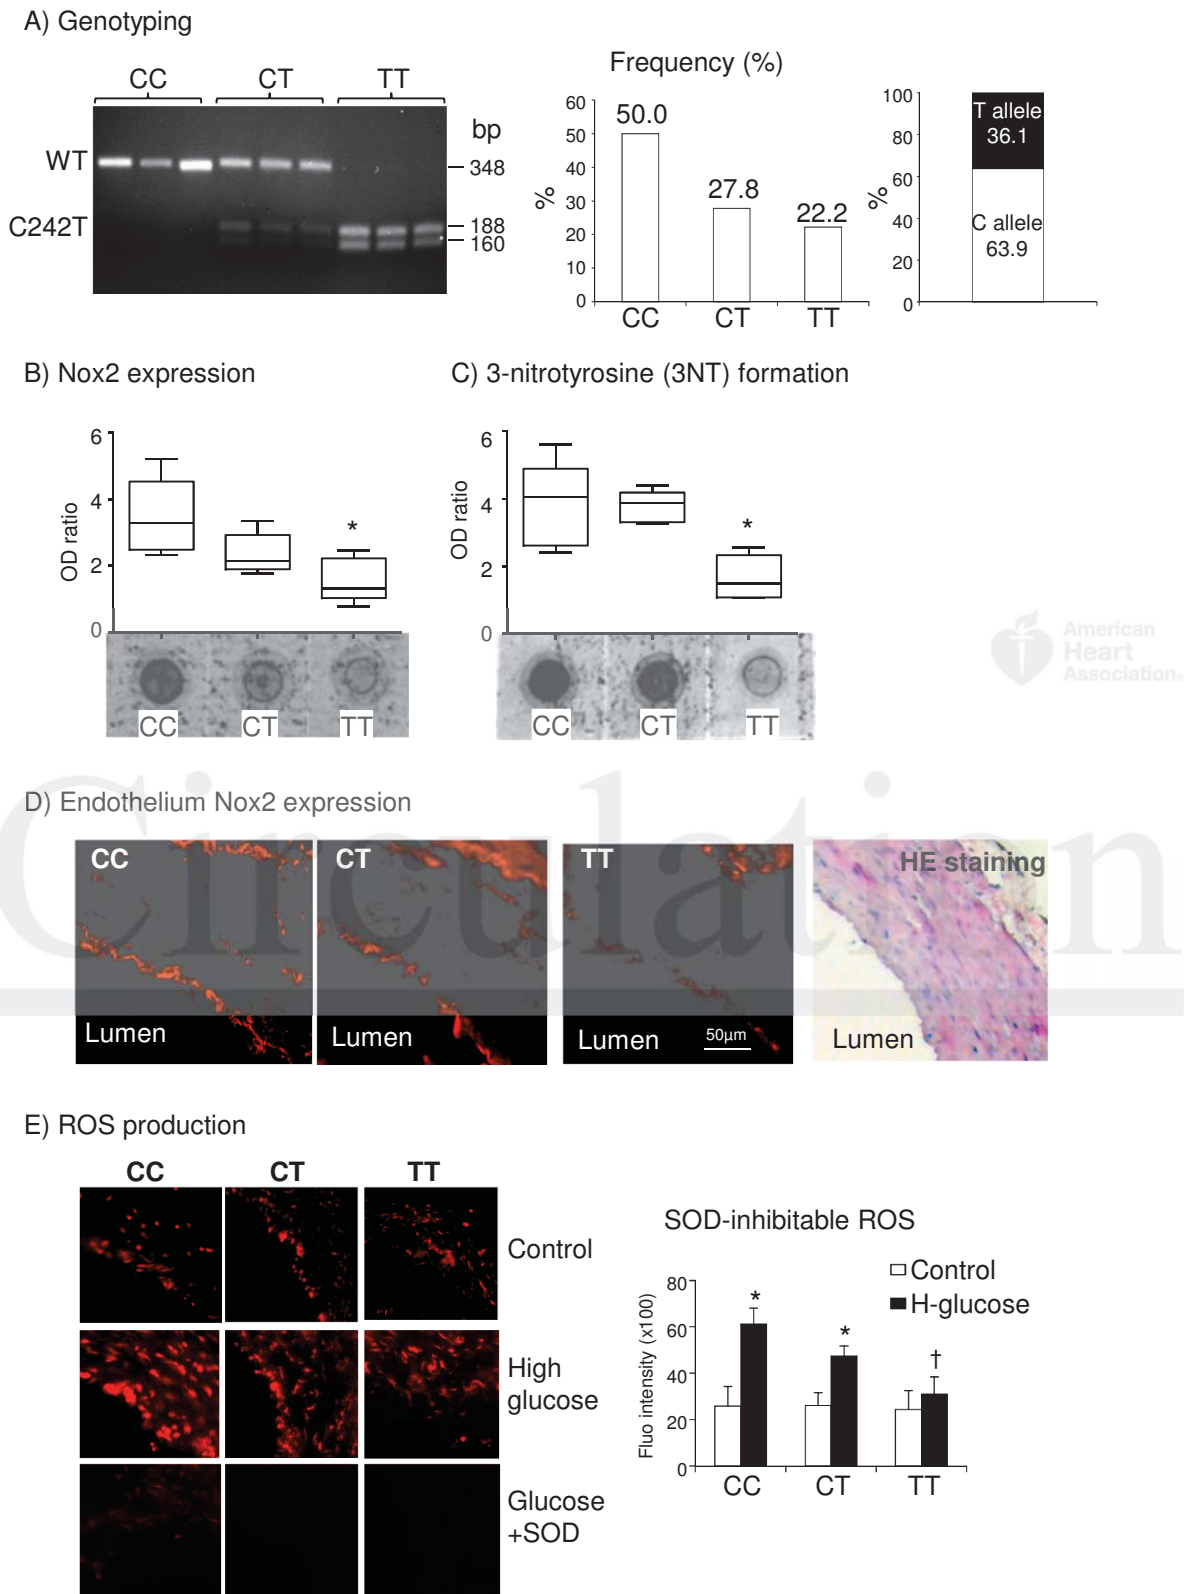 A) Genotyping
CC CT TT
bp
WT
348
C242T
188
160
Frequency (%)
%
60
50
40
30
20
10
0
50.0
27.8
22.2
CC CT TT
%
100
80
60
40
20
0
T allele
36.1
C allele
63.9
B) Nox2 expression
OD ratio
6
4
2
0
*
CC CT TT
C) 3-nitrotyrosine (3NT) formation
OD ratio
6
4
2
0
*
CC CT TT
American
Heart
Association®
Circulation
D) Endothelium Nox2 expression
CC
Lumen
CT
Lumen
TT
Lumen
50µm
HE staining
Lumen
E) ROS production
CC CT TT
Control
High
glucose
Glucose
+SOD
SOD-inhibitable ROS
Control
H-glucose
Fluo intensity (x100)
80
60
40
20
0
* * †
CC CT TT